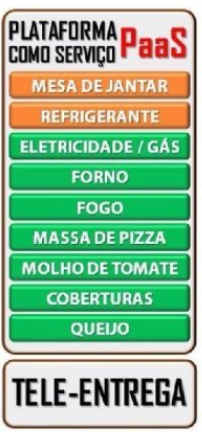 PLATAFORMA
COMO SERVIÇO PaaS
MESA DE JANTAR
REFRIGERANTE
ELETRICIDADE / GÁS
FORNO
FOGO
MASSA DE PIZZA
MOLHO DE TOMATE
COBERTURAS
QUEIJO
TELE-ENTREGA